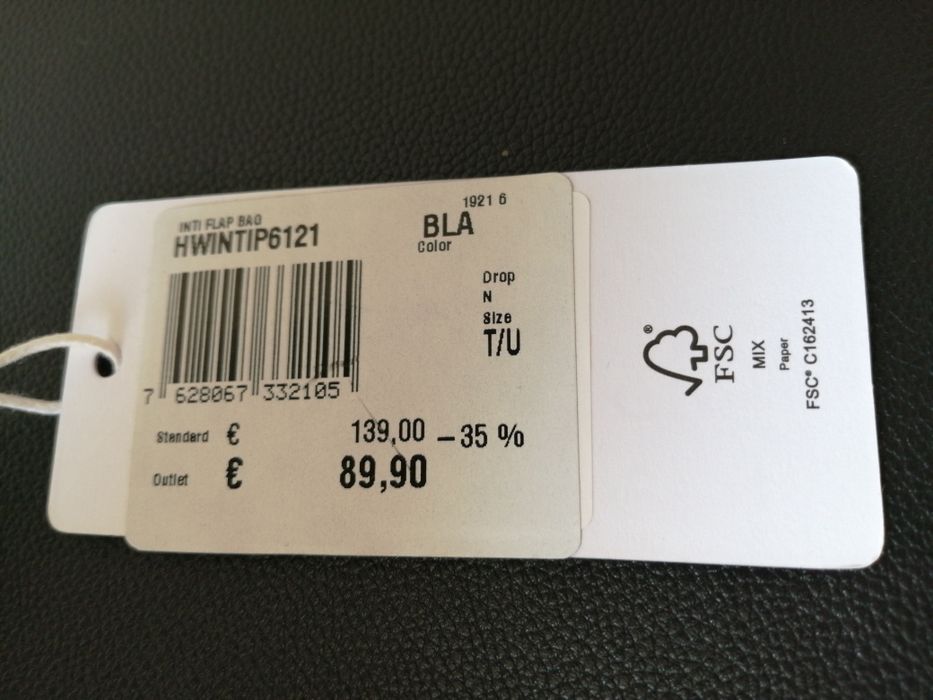 INTI FLAP BAG
HWINTIP6121
1921 6
BLA
Color
Drop
N
Size
T/U
7 628067 332105
Standard € 139,00 –35 %
Outlet € 89,90
® FSC
MIX
Paper
FSC® C162413